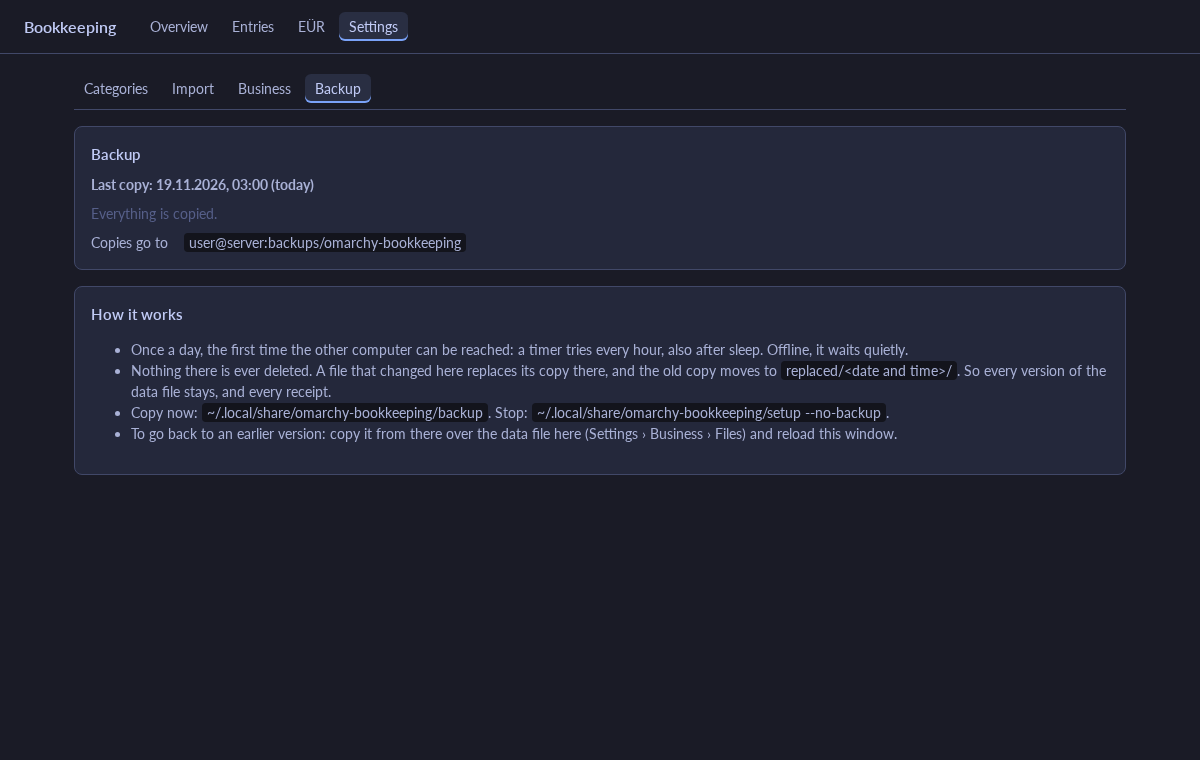 Bookkeeping Overview Entries EÜR Settings
Categories Import Business Backup
Backup
Last copy: 19.11.2026, 03:00 (today)
Everything is copied.
Copies go to user@server:backups/omarchy-bookkeeping
How it works
• Once a day, the first time the other computer can be reached: a timer tries every hour, also after sleep. Offline, it waits quietly.
• Nothing there is ever deleted. A file that changed here replaces its copy there, and the old copy moves to replaced/<date and time>/. So every version of the
data file stays, and every receipt.
• Copy now: ~/.local/share/omarchy-bookkeeping/backup. Stop: ~/.local/share/omarchy-bookkeeping/setup --no-backup.
• To go back to an earlier version: copy it from there over the data file here (Settings › Business › Files) and reload this window.